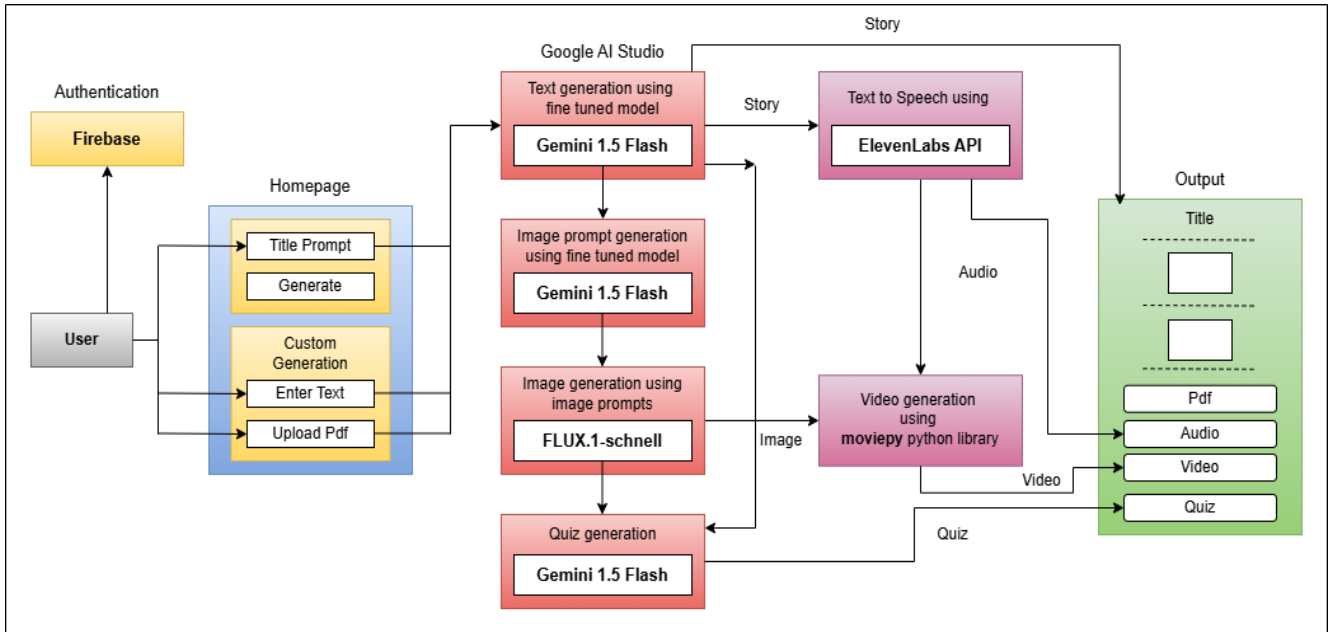 Authentication
Firebase
User
Homepage
Title Prompt
Generate
Custom
Generation
Enter Text
Upload Pdf
Google AI Studio
Text generation using
fine tuned model
Gemini 1.5 Flash
Image prompt generation
using fine tuned model
Gemini 1.5 Flash
Image generation using
image prompts
FLUX.1-schnell
Quiz generation
Gemini 1.5 Flash
Story
Story
Text to Speech using
ElevenLabs API
Audio
Image
Video generation
using
moviepy python library
Video
Quiz
Output
Title
Pdf
Audio
Video
Quiz